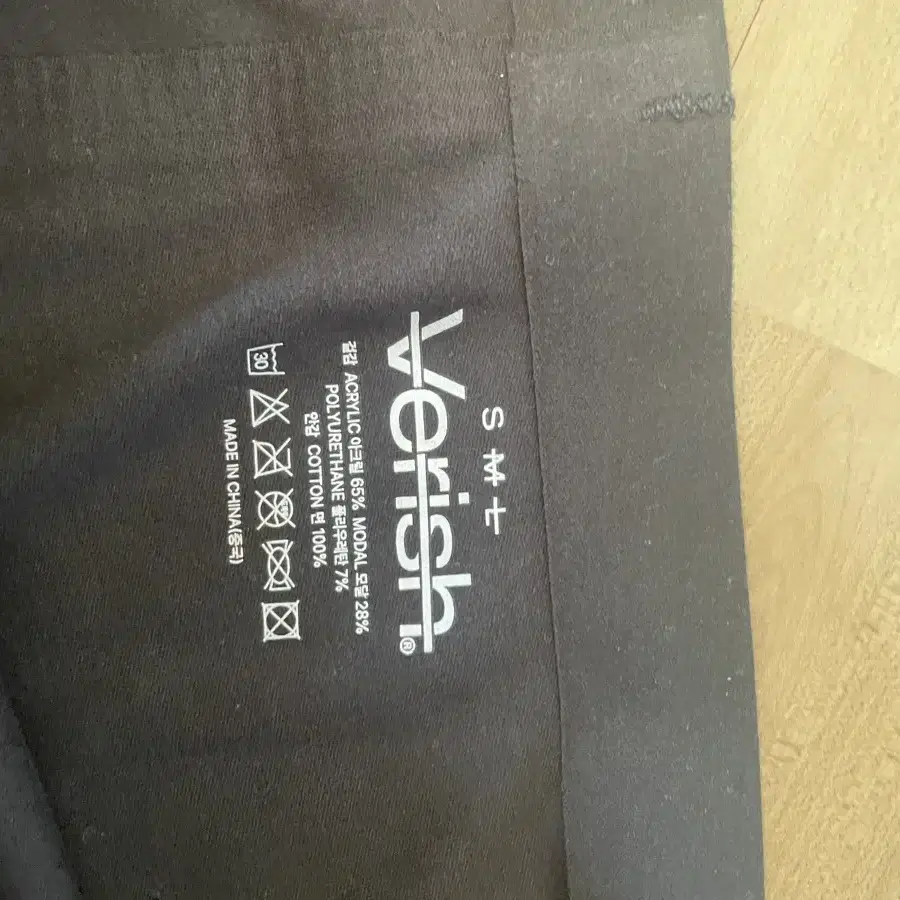 S M L
Verish®
겉감 ACRYLIC 아크릴 65% MODAL 모달 28%
POLYURETHANE 폴리우레탄 7%
안감 COTTON 면 100%
30
MADE IN CHINA(중국)